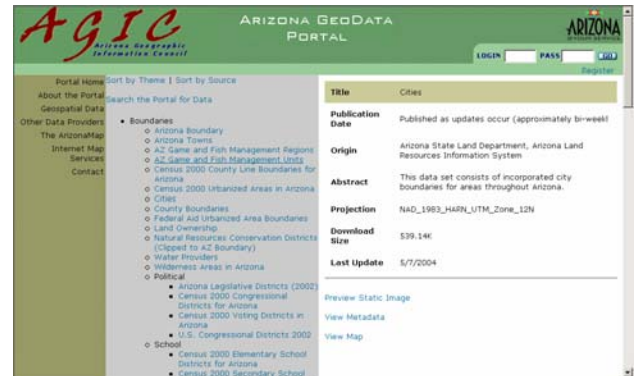 AGIC
Arizona Geographic
Information Council
ARIZONA GEODATA
PORTAL
ARIZONA
LOGIN PASS GO
Register
Portal Home
About the Portal
Geospatial Data
Other Data Providers
The ArizonaMap
Internet Map
Services
Contact
Sort by Theme | Sort by Source
Search the Portal for Data
Boundaries
Arizona Boundary
Arizona Towns
AZ Game and Fish Management Regions
AZ Game and Fish Management Units
Census 2000 County Line Boundaries for
Arizona
Census 2000 Urbanized Areas in Arizona
Cities
County Boundaries
Federal Aid Urbanized Area Boundaries
Land Ownership
Natural Resources Conservation Districts
(Clipped to AZ Boundary)
Water Providers
Wilderness Areas in Arizona
Political
Arizona Legislative Districts (2002)
Census 2000 Congressional
Districts for Arizona
Census 2000 Voting Districts in
Arizona
U.S. Congressional Districts 2002
School
Census 2000 Elementary School
Districts for Arizona
Census 2000 Secondary School
Title Cities
Publication
Date Published as updates occur (approximately bi-weekl
Origin Arizona State Land Department, Arizona Land
Resources Information System
Abstract This data set consists of incorporated city
boundaries for areas throughout Arizona.
Projection NAD_1983_HARN_UTM_Zone_12N
Download
Size 539.14K
Last Update 5/7/2004
Preview Static Image
View Metadata
View Map